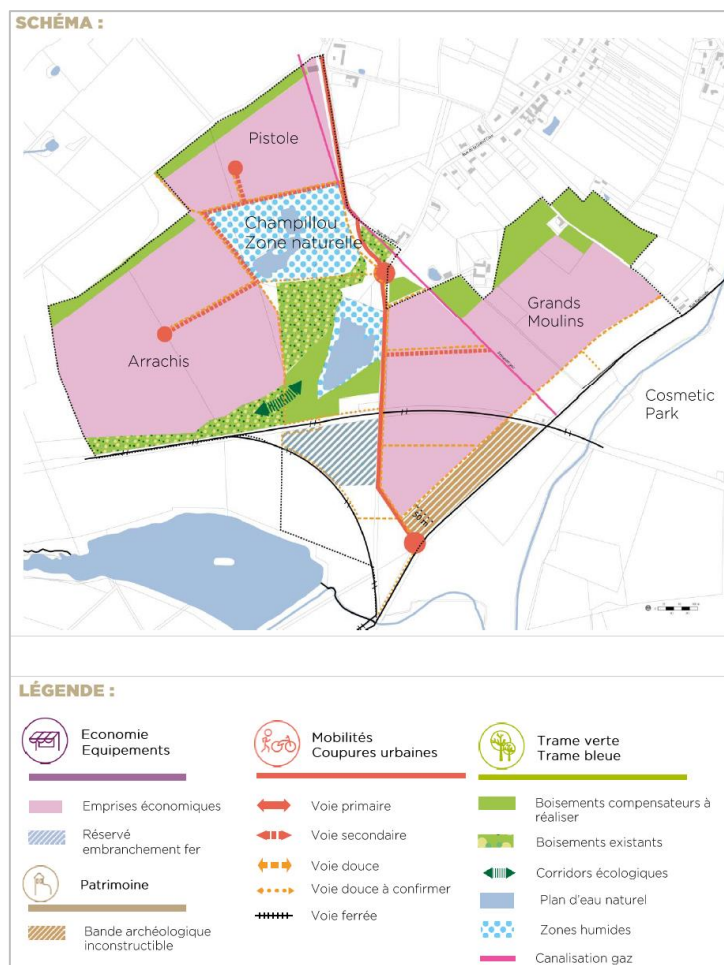 SCHÉMA :
Pistole
Champillou
Zone naturelle
Grands
Moulins
Arrachis
Cosmetic
Park
50 m
LÉGENDE :
Economie
Equipements
Emprises économiques
Réservé
embranchement fer
Patrimoine
Bande archéologique
inconstructible
Mobilités
Coupures urbaines
Voie primaire
Voie secondaire
Voie douce
Voie douce à confirmer
Voie ferrée
Trame verte
Trame bleue
Boisements compensateurs à
réaliser
Boisements existants
Corridors écologiques
Plan d'eau naturel
Zones humides
Canalisation gaz